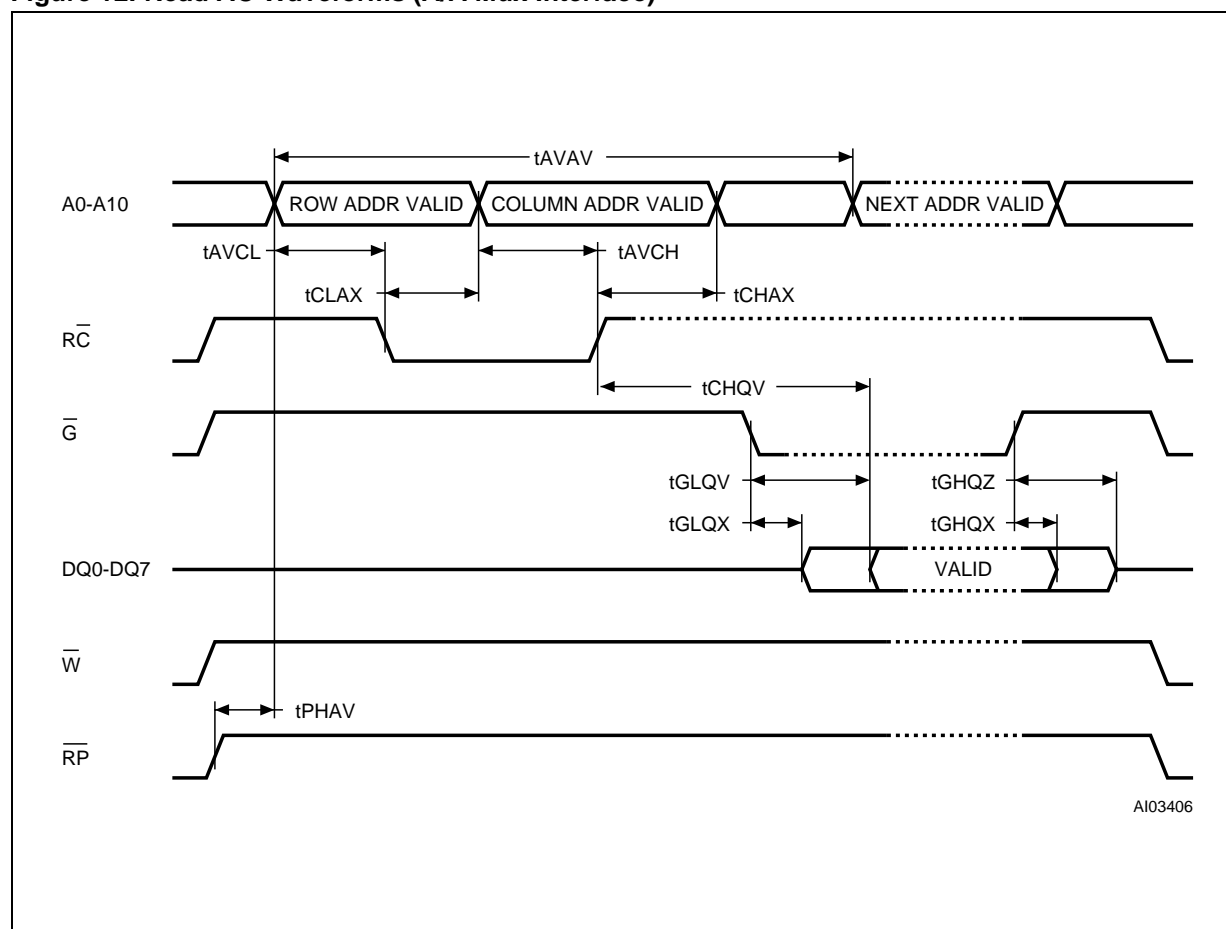 tAVAV
A0-A10 ROW ADDR VALID COLUMN ADDR VALID NEXT ADDR VALID
tAVCL tAVCH
tCLAX tCHAX
RC̅
tCHQV
G̅
tGLQV tGHQZ
tGLQX tGHQX
DQ0-DQ7 VALID
W̅
tPHAV
R̅P̅
AI03406